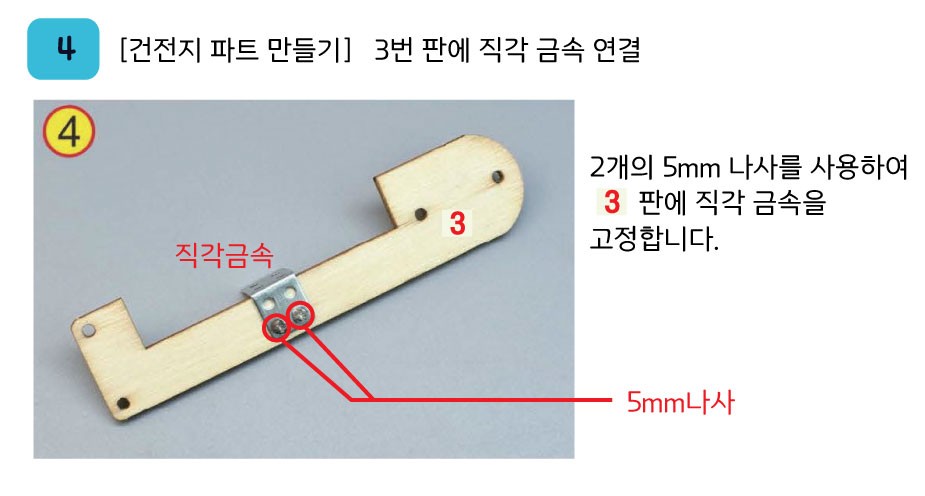 4 [건전지 파트 만들기] 3번 판에 직각 금속 연결
4
2개의 5mm 나사를 사용하여
3 판에 직각 금속을
고정합니다.
3
직각금속
5mm나사